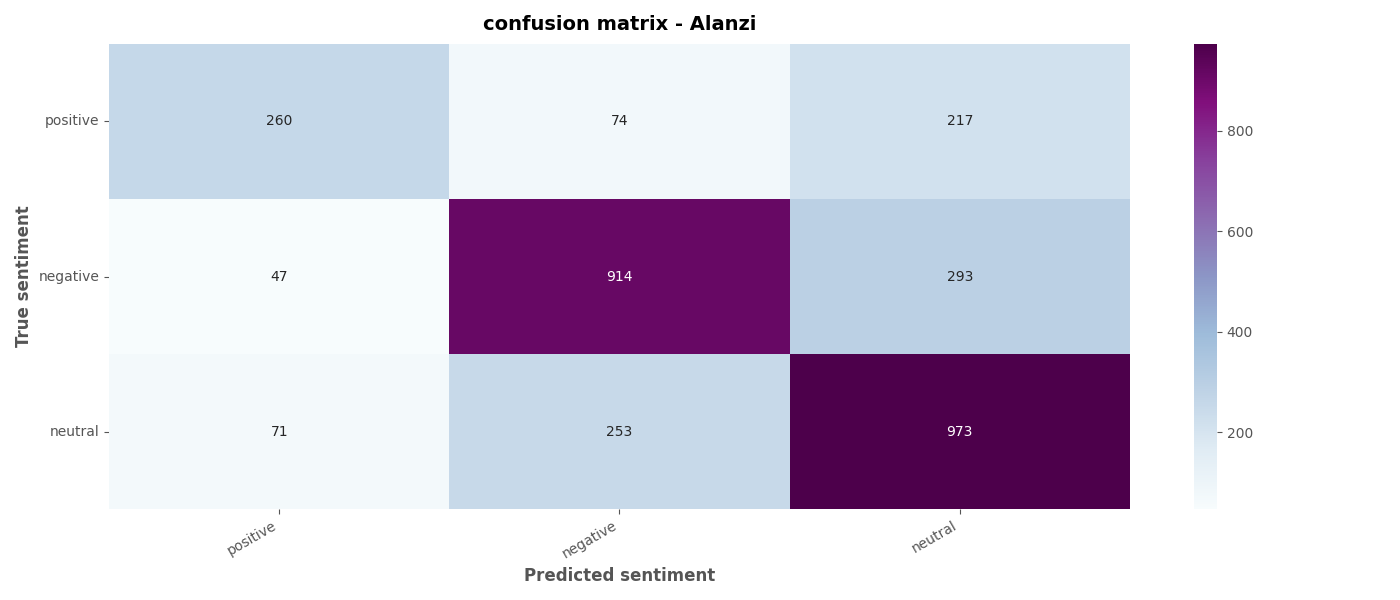 confusion matrix - Alanzi
True sentiment
positive
260
74
217
negative
47
914
293
neutral
71
253
973
positive
negative
neutral
Predicted sentiment
800
600
400
200